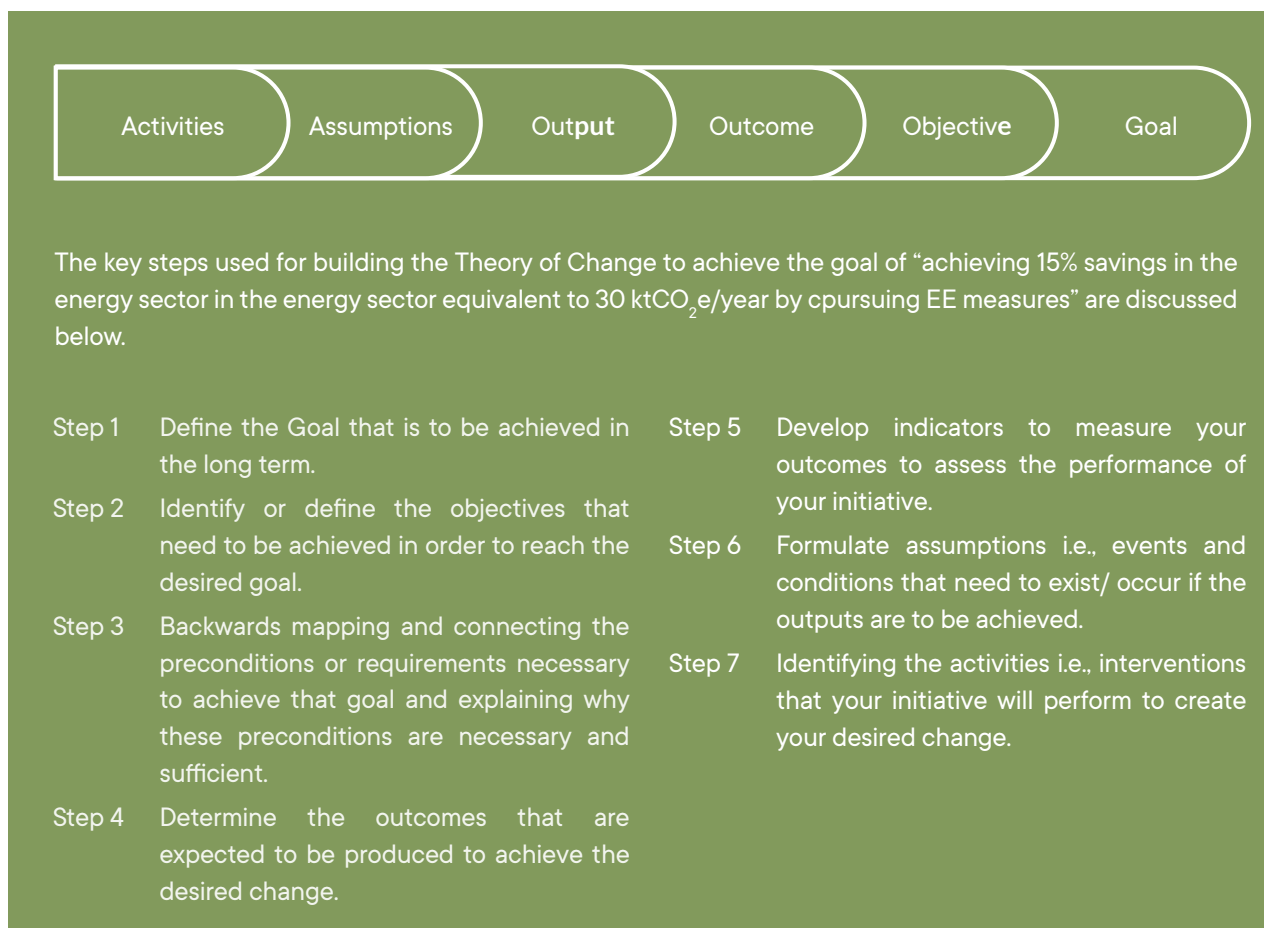 Activities Assumptions Output Outcome Objective Goal
The key steps used for building the Theory of Change to achieve the goal of “achieving 15% savings in the
energy sector in the energy sector equivalent to 30 ktCO₂e/year by cpursuing EE measures” are discussed
below.
Step 1 Define the Goal that is to be achieved in
the long term.
Step 2 Identify or define the objectives that
need to be achieved in order to reach the
desired goal.
Step 3 Backwards mapping and connecting the
preconditions or requirements necessary
to achieve that goal and explaining why
these preconditions are necessary and
sufficient.
Step 4 Determine the outcomes that are
expected to be produced to achieve the
desired change.
Step 5 Develop indicators to measure your
outcomes to assess the performance of
your initiative.
Step 6 Formulate assumptions i.e., events and
conditions that need to exist/ occur if the
outputs are to be achieved.
Step 7 Identifying the activities i.e., interventions
that your initiative will perform to create
your desired change.